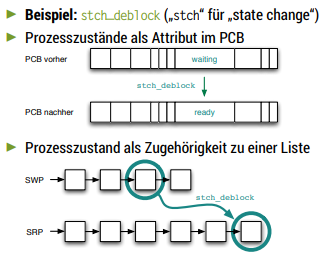 ► Beispiel: stch_deblock („stch“ für „state change“)
► Prozesszustände als Attribut im PCB
PCB vorher
waiting
stch_deblock
PCB nachher
ready
► Prozesszustand als Zugehörigkeit zu einer Liste
SWP
stch_deblock
SRP